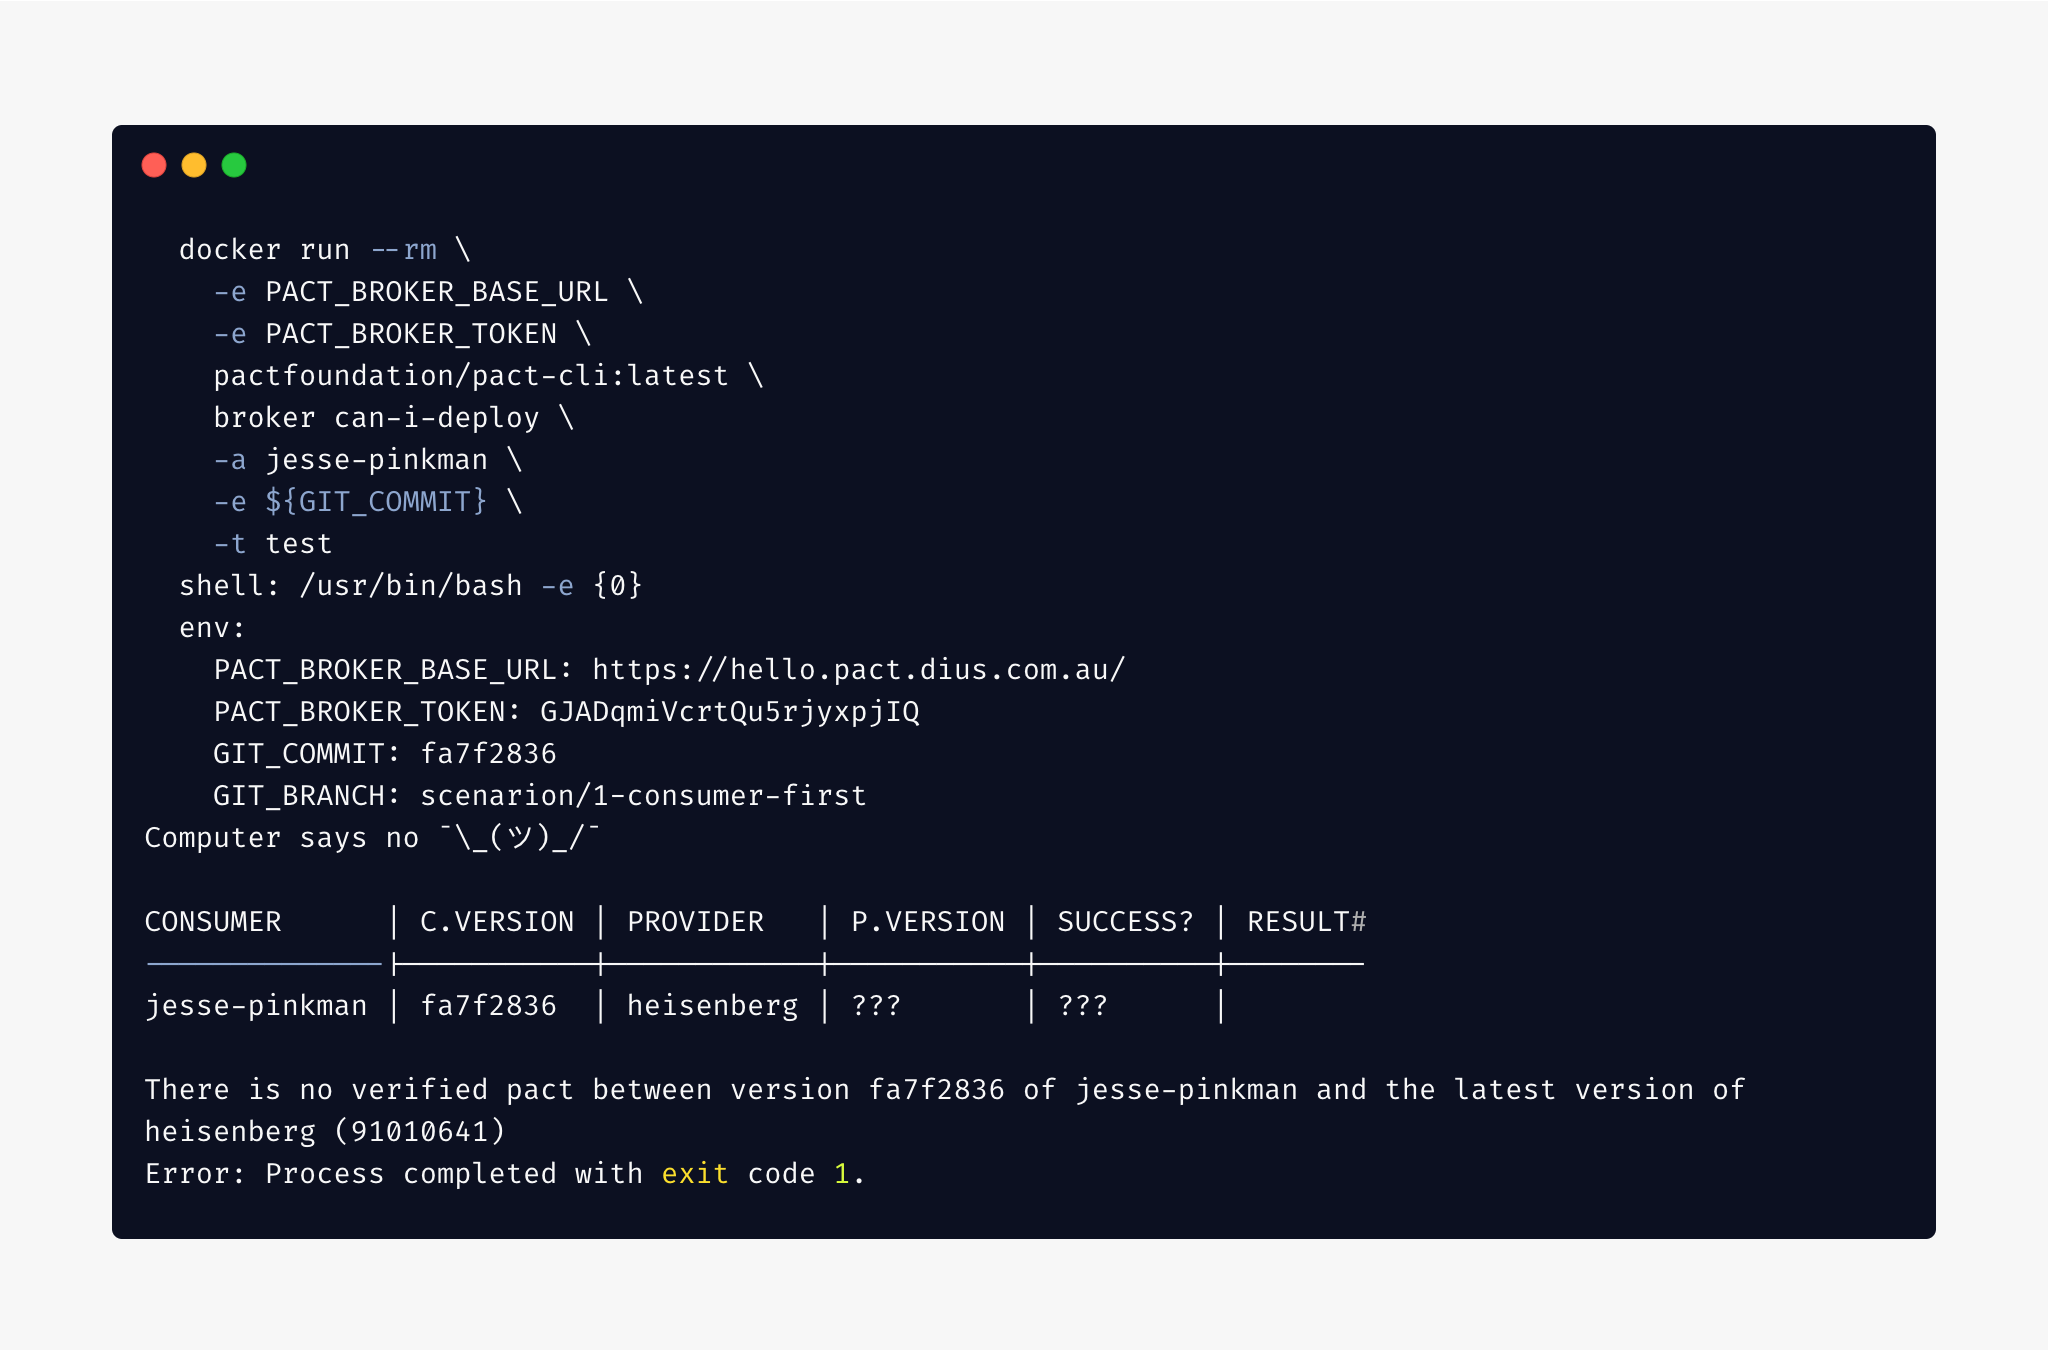 docker run --rm \
-e PACT_BROKER_BASE_URL \
-e PACT_BROKER_TOKEN \
pactfoundation/pact-cli:latest \
broker can-i-deploy \
-a jesse-pinkman \
-e ${GIT_COMMIT} \
-t test
shell: /usr/bin/bash -e {0}
env:
PACT_BROKER_BASE_URL: https://hello.pact.dius.com.au/
PACT_BROKER_TOKEN: GJADqmiVcrtQu5rjyxpjIQ
GIT_COMMIT: fa7f2836
GIT_BRANCH: scenarion/1-consumer-first
Computer says no ¯\_(ツ)_/¯
CONSUMER | C.VERSION | PROVIDER | P.VERSION | SUCCESS? | RESULT#
--------------|-----------|------------|-----------|----------|--------
jesse-pinkman | fa7f2836 | heisenberg | ??? | ??? |
There is no verified pact between version fa7f2836 of jesse-pinkman and the latest version of
heisenberg (91010641)
Error: Process completed with exit code 1.